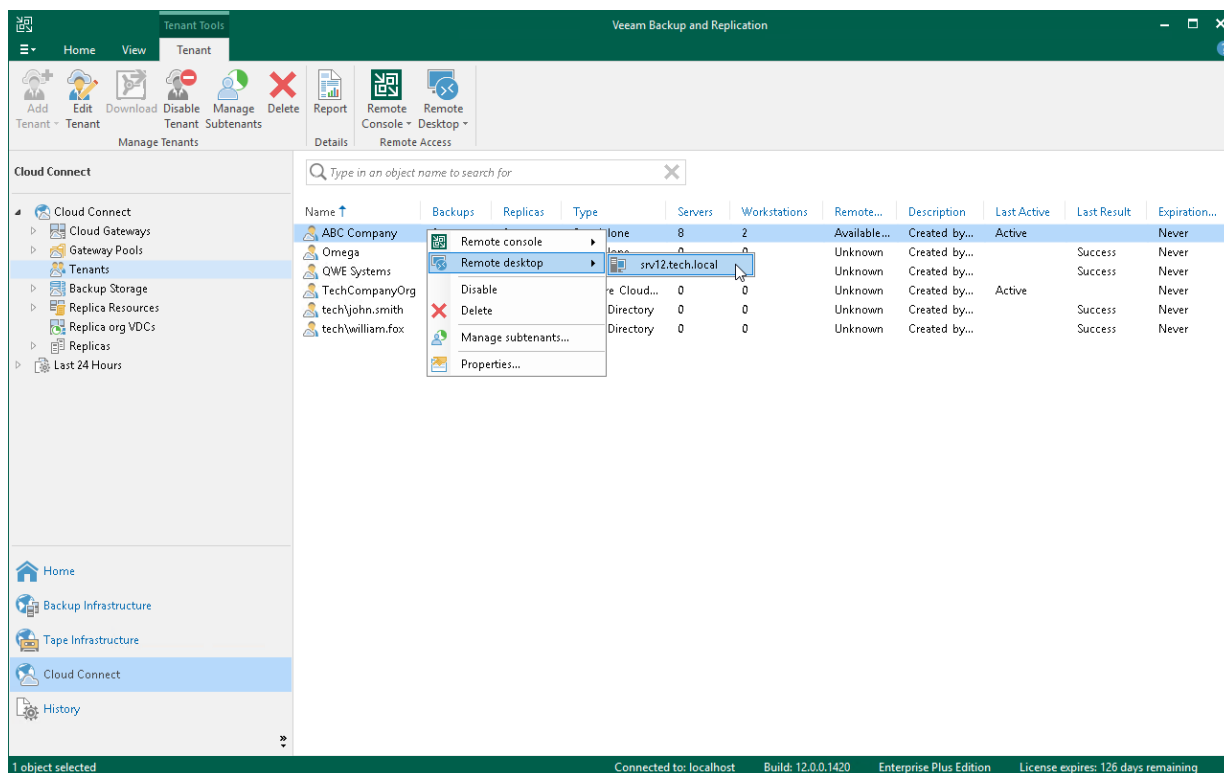 Tenant Tools
Veeam Backup and Replication
Home View Tenant
Add Tenant
Edit Tenant
Download
Disable Tenant
Manage Subtenants
Delete
Report
Remote Console
Remote Desktop
Manage Tenants
Details
Remote Access
Cloud Connect
Type in an object name to search for
Cloud Connect
Cloud Gateways
Gateway Pools
Tenants
Backup Storage
Replica Resources
Replica org VDCs
Replicas
Last 24 Hours
Name Backups Replicas Type Servers Workstations Remote... Description Last Active Last Result Expiration...
ABC Company 8 2 Available... Created by... Active Never
Omega Unknown Created by... Success Never
QWE Systems Unknown Created by... Success Never
TechCompanyOrg Cloud... 0 0 Unknown Created by... Active Never
tech\john.smith Directory 0 0 Unknown Created by... Success Never
tech\william.fox Directory 0 0 Unknown Created by... Success Never
Remote console
Remote desktop
srv12.tech.local
Disable
Delete
Manage subtenants...
Properties...
Home
Backup Infrastructure
Tape Infrastructure
Cloud Connect
History
1 object selected
Connected to: localhost Build: 12.0.0.1420 Enterprise Plus Edition License expires: 126 days remaining